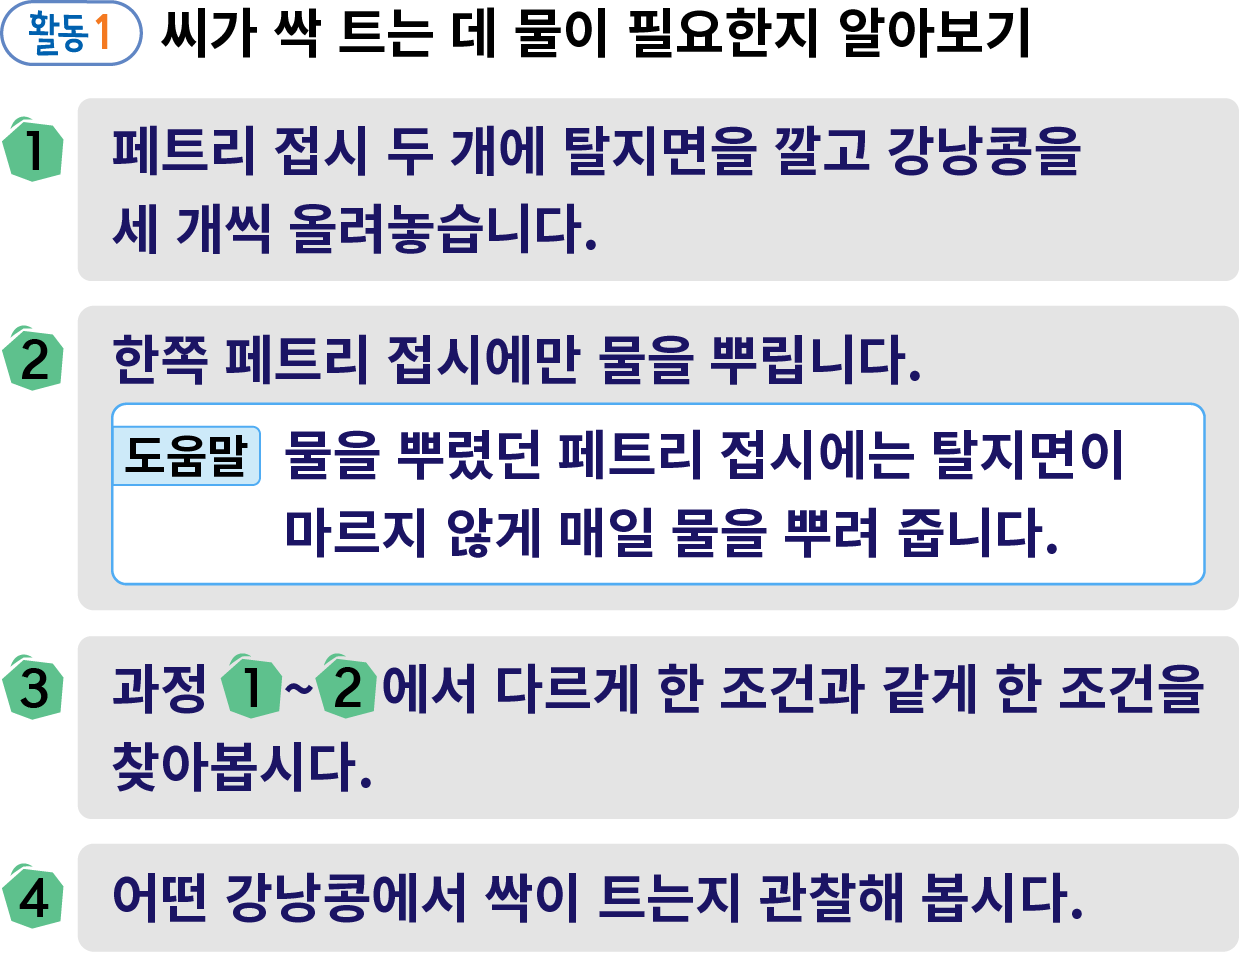 활동1 씨가 싹 트는 데 물이 필요한지 알아보기
1 페트리 접시 두 개에 탈지면을 깔고 강낭콩을
세 개씩 올려놓습니다.
2 한쪽 페트리 접시에만 물을 뿌립니다.
도움말 물을 뿌렸던 페트리 접시에는 탈지면이
마르지 않게 매일 물을 뿌려 줍니다.
3 과정 1~2에서 다르게 한 조건과 같게 한 조건을
찾아봅시다.
4 어떤 강낭콩에서 싹이 트는지 관찰해 봅시다.